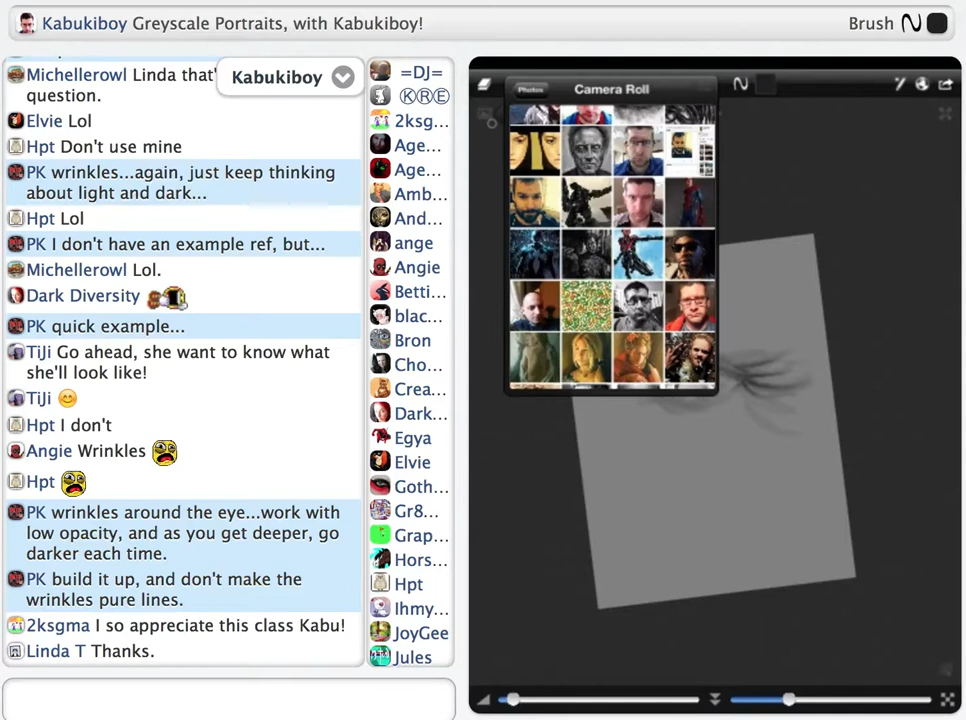 Kabukiboy Greyscale Portraits, with Kabukiboy!
Brush
Kabukiboy
Michellerowl Linda that'
question.
Elvie Lol
Hpt Don't use mine
PK wrinkles...again, just keep thinking
about light and dark...
Hpt Lol
PK I don't have an example ref, but...
Michellerowl Lol.
Dark Diversity
PK quick example...
TiJi Go ahead, she want to know what
she'll look like!
TiJi
Hpt I don't
Angie Wrinkles
Hpt
PK wrinkles around the eye...work with
low opacity, and as you get deeper, go
darker each time.
PK build it up, and don't make the
wrinkles pure lines.
2ksgma I so appreciate this class Kabu!
Linda T Thanks.
=DJ=
ⓀⓇⒺ
2ksg...
Age...
Age...
Amb...
And...
ange
Angie
Betti...
blac...
Bron
Cho...
Crea...
Dark...
Egya
Elvie
Goth...
Gr8...
Grap...
Hors...
Hpt
Ihmy...
JoyGee
Jules
Photos
Camera Roll